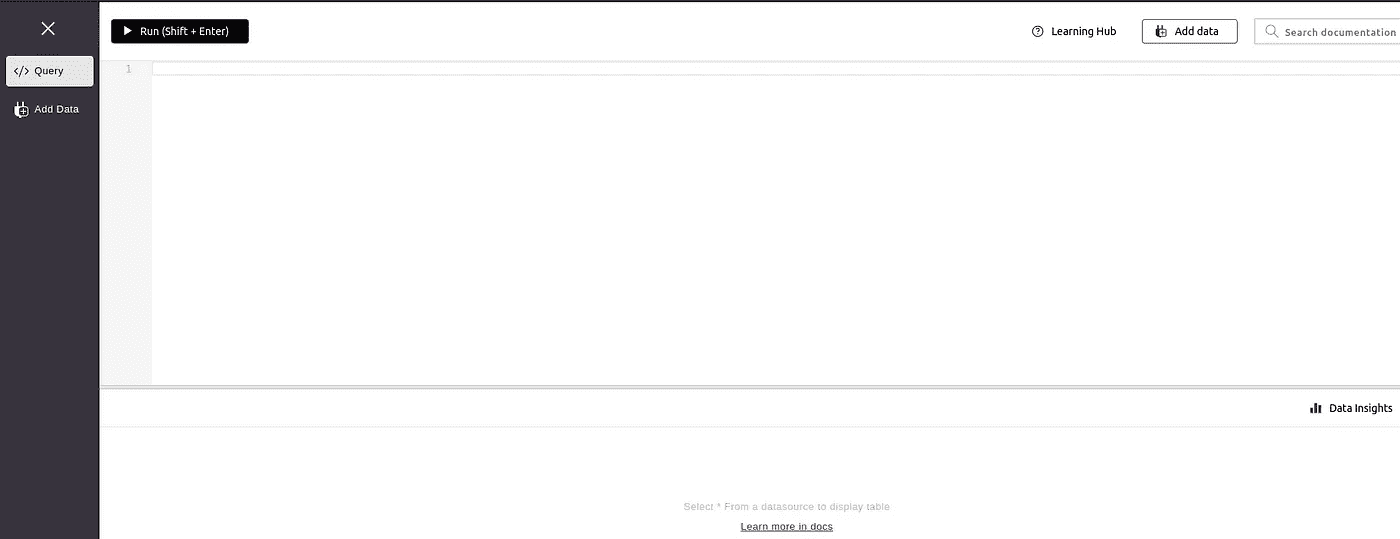 Run (Shift + Enter)
Learning Hub
Add data
Search documentation
</> Query
Add Data
1
Data Insights
Select * From a datasource to display table
Learn more in docs